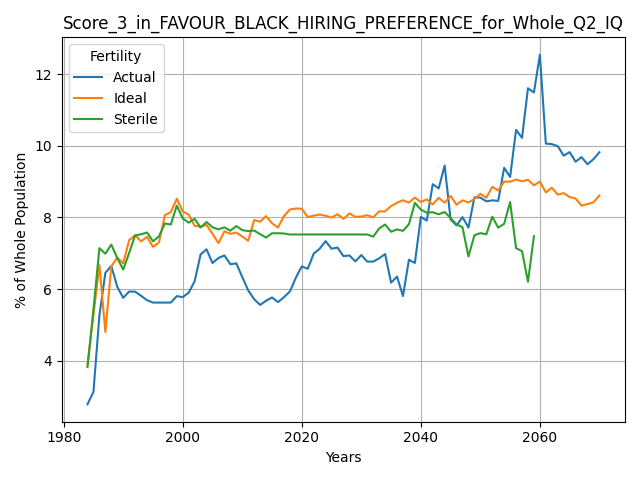 Score_3_in_FAVOUR_BLACK_HIRING_PREFERENCE_for_Whole_Q2_IQ
Fertility
Actual
Ideal
Sterile
% of Whole Population
12
10
8
6
4
1980
2000
2020
2040
2060
Years